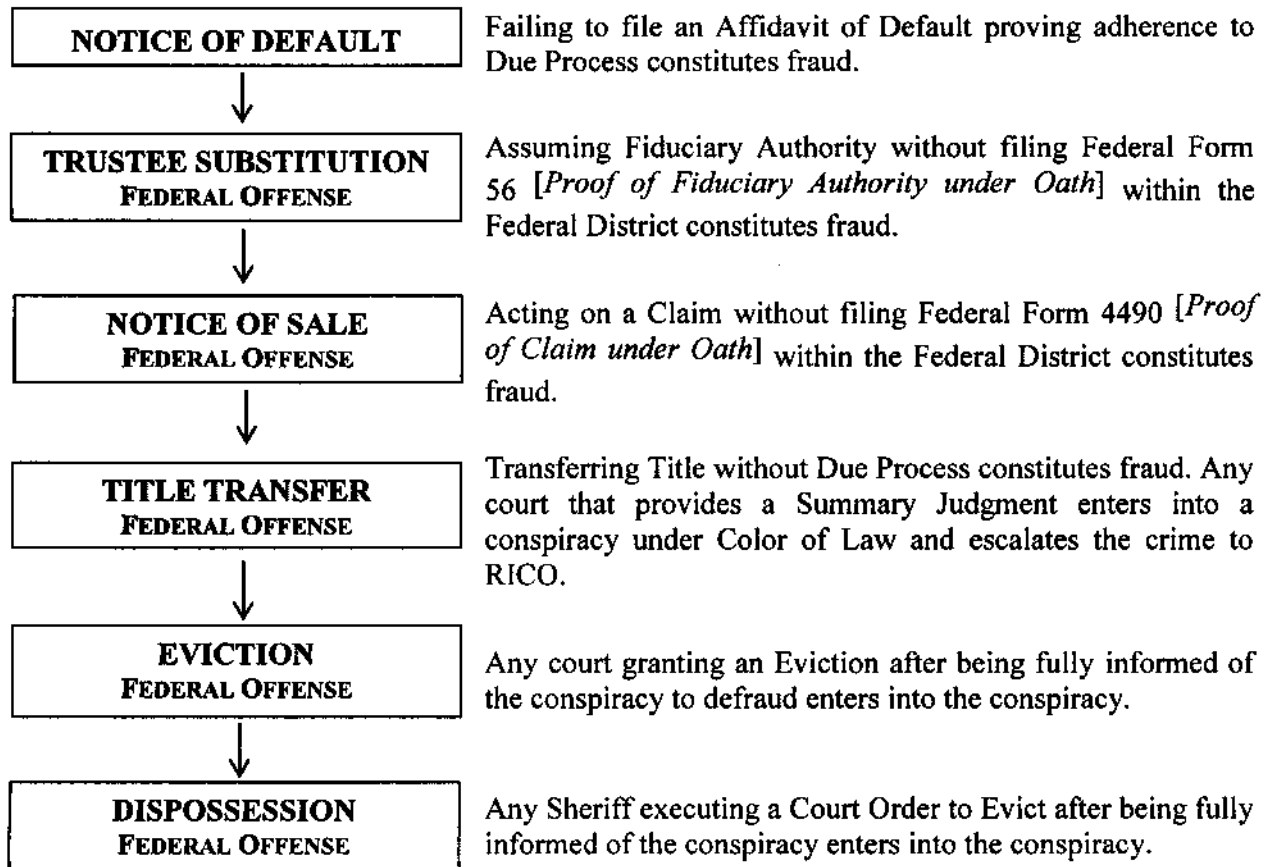 NOTICE OF DEFAULT
Failing to file an Affidavit of Default proving adherence to
Due Process constitutes fraud.
TRUSTEE SUBSTITUTION
FEDERAL OFFENSE
Assuming Fiduciary Authority without filing Federal Form
56 [Proof of Fiduciary Authority under Oath] within the
Federal District constitutes fraud.
NOTICE OF SALE
FEDERAL OFFENSE
Acting on a Claim without filing Federal Form 4490 [Proof
of Claim under Oath] within the Federal District constitutes
fraud.
TITLE TRANSFER
FEDERAL OFFENSE
Transferring Title without Due Process constitutes fraud. Any
court that provides a Summary Judgment enters into a
conspiracy under Color of Law and escalates the crime to
RICO.
EVICTION
FEDERAL OFFENSE
Any court granting an Eviction after being fully informed of
the conspiracy to defraud enters into the conspiracy.
DISPOSSESSION
FEDERAL OFFENSE
Any Sheriff executing a Court Order to Evict after being fully
informed of the conspiracy enters into the conspiracy.